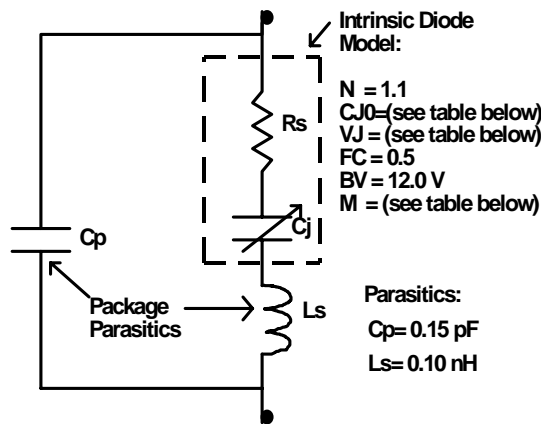 Intrinsic Diode
Model:
N = 1.1
CJ0=(see table below)
VJ = (see table below)
FC = 0.5
BV = 12.0 V
M = (see table below)
Rs
Cj
Cp
Package
Parasitics
Ls
Parasitics:
Cp= 0.15 pF
Ls= 0.10 nH